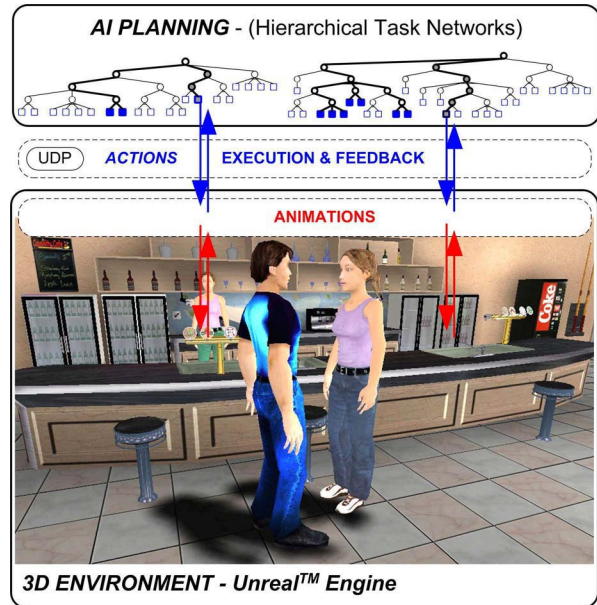 AI PLANNING - (Hierarchical Task Networks)
UDP ACTIONS EXECUTION & FEEDBACK
ANIMATIONS
Coke
3D ENVIRONMENT - Unreal™ Engine